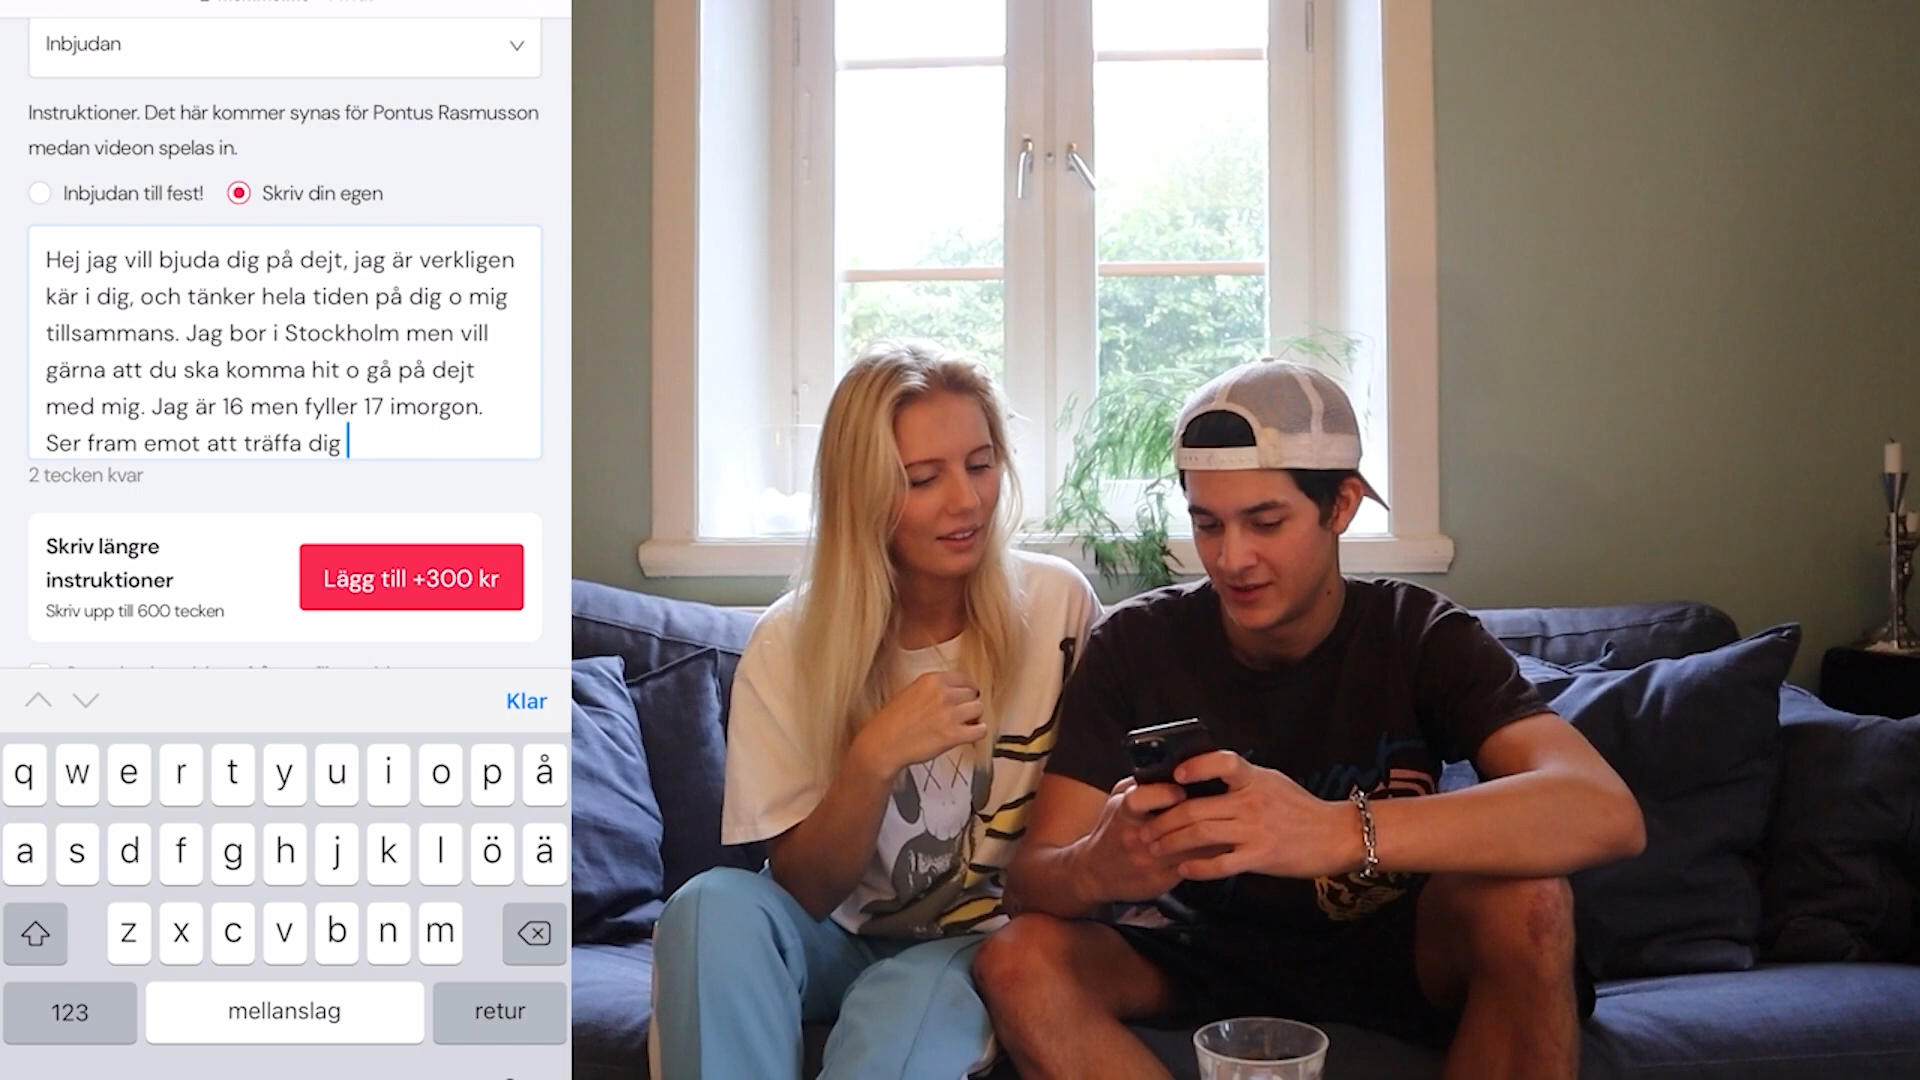 Inbjudan
Instruktioner. Det här kommer synas för Pontus Rasmusson
medan videon spelas in.
Inbjudan till fest! Skriv din egen
Hej jag vill bjuda dig på dejt, jag är verkligen
kär i dig, och tänker hela tiden på dig o mig
tillsammans. Jag bor i Stockholm men vill
gärna att du ska komma hit o gå på dejt
med mig. Jag är 16 men fyller 17 imorgon.
Ser fram emot att träffa dig
2 tecken kvar
Skriv längre
instruktioner
Skriv upp till 600 tecken
Lägg till +300 kr
Klar
q w e r t y u i o p å
a s d f g h j k l ö ä
z x c v b n m
123 mellanslag retur